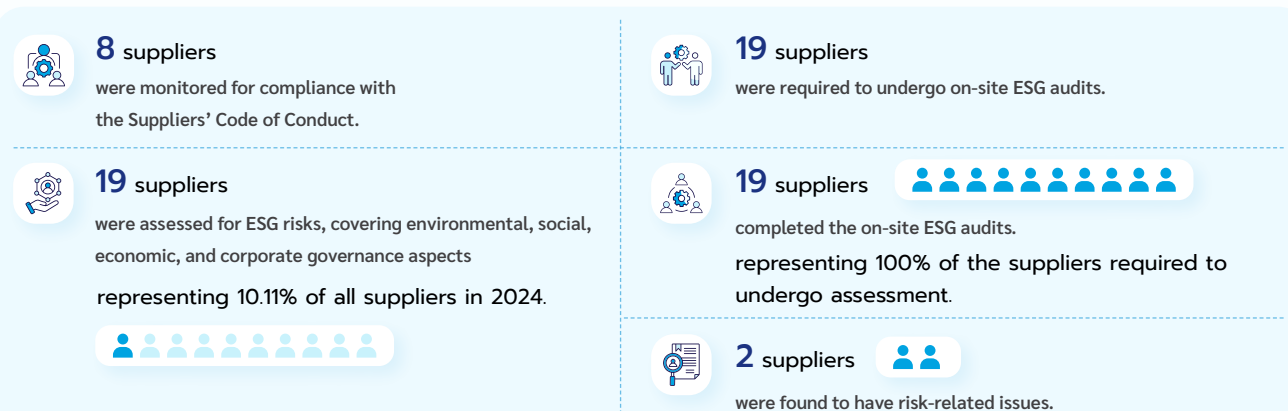 8 suppliers
were monitored for compliance with
the Suppliers' Code of Conduct.
19 suppliers
were assessed for ESG risks, covering environmental, social,
economic, and corporate governance aspects
representing 10.11% of all suppliers in 2024.
19 suppliers
were required to undergo on-site ESG audits.
19 suppliers
completed the on-site ESG audits.
representing 100% of the suppliers required to
undergo assessment.
2 suppliers
were found to have risk-related issues.